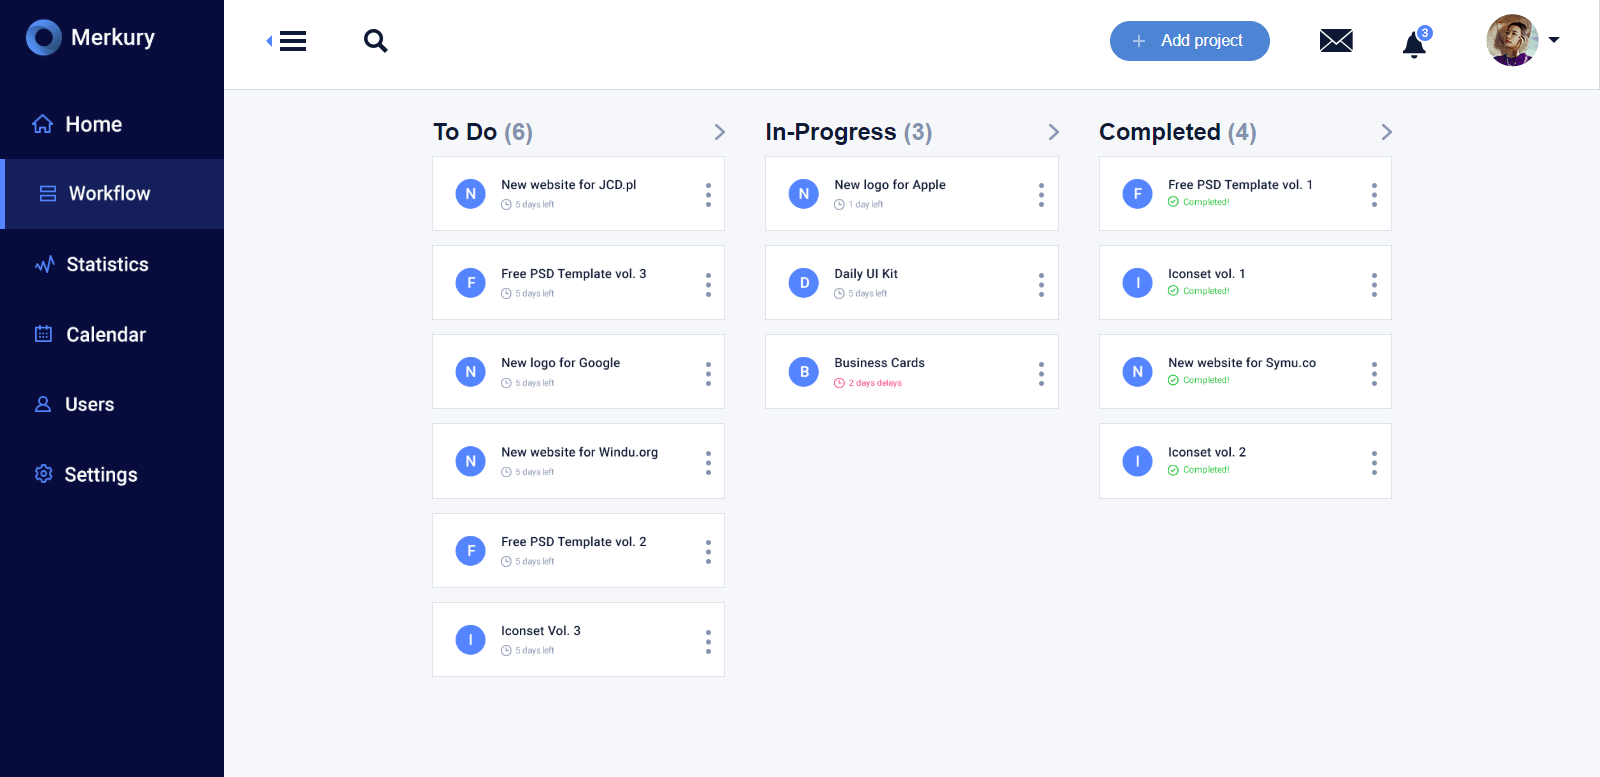 Merkury
Add project
3
Home
Workflow
Statistics
Calendar
Users
Settings
To Do (6)
N
New website for JCD.pl
5 days left
F
Free PSD Template vol. 3
5 days left
N
New logo for Google
5 days left
N
New website for Windu.org
5 days left
F
Free PSD Template vol. 2
5 days left
I
Iconset Vol. 3
5 days left
In-Progress (3)
N
New logo for Apple
1 day left
D
Daily UI Kit
5 days left
B
Business Cards
2 days delays
Completed (4)
F
Free PSD Template vol. 1
Completed!
I
Iconset vol. 1
Completed!
N
New website for Symu.co
Completed!
I
Iconset vol. 2
Completed!